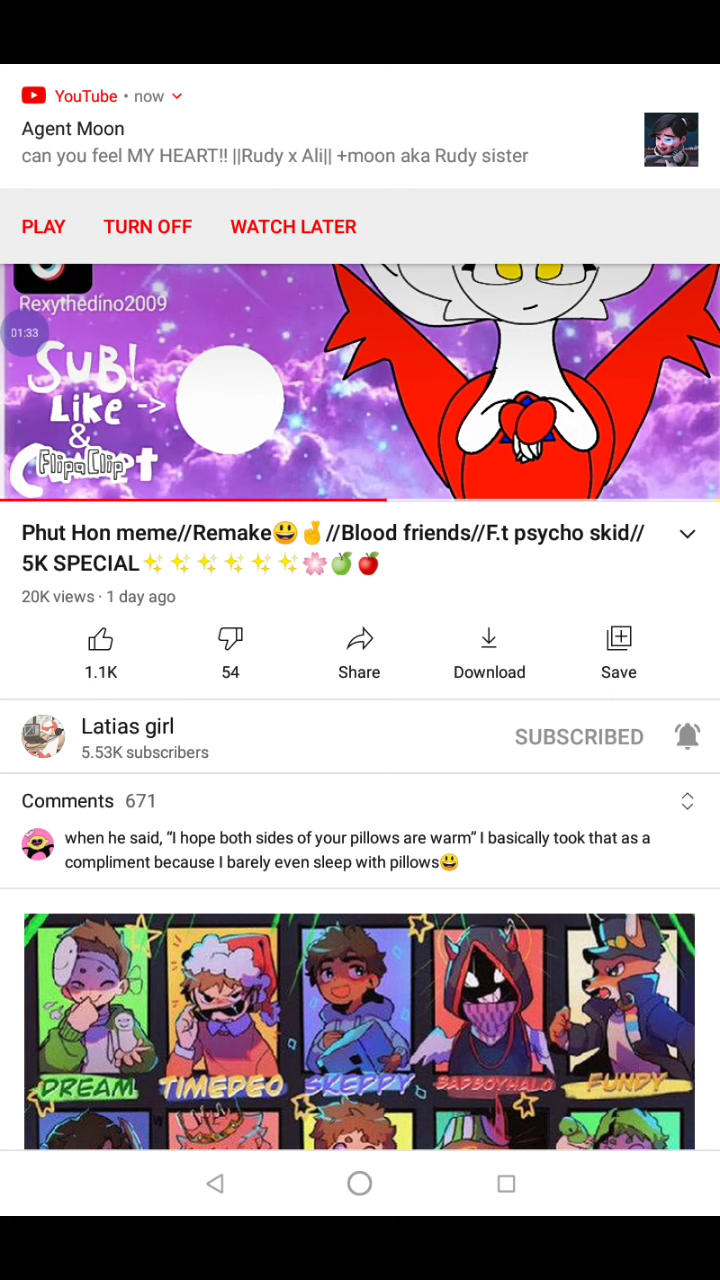 YouTube • now
Agent Moon
can you feel MY HEART!! ||Rudy x Ali|| +moon aka Rudy sister
PLAY TURN OFF WATCH LATER
Rexythedino2009
01:33
SUB!
Like ->
&
FlipaClip
Phut Hon meme//Remake😃🤞//Blood friends//F.t psycho skid//
5K SPECIAL✨✨✨✨✨✨🌸🍏🍎
20K views · 1 day ago
1.1K 54 Share Download Save
Latias girl
5.53K subscribers
SUBSCRIBED
Comments 671
when he said, “I hope both sides of your pillows are warm” I basically took that as a
compliment because I barely even sleep with pillows😃
DREAM TIMEDEO SKEPPY BADBOYHALO FUNDY